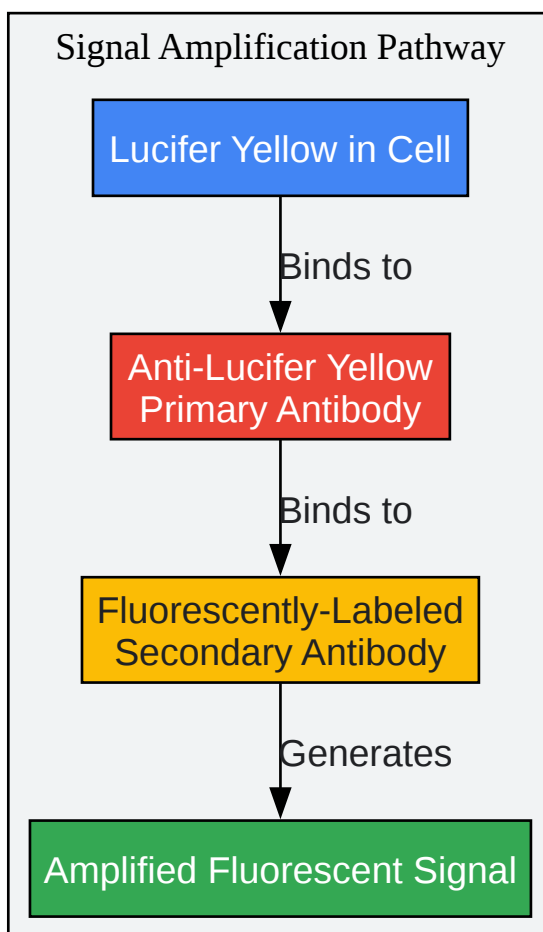 Signal Amplification Pathway
Lucifer Yellow in Cell
Binds to
Anti-Lucifer Yellow
Primary Antibody
Binds to
Fluorescently-Labeled
Secondary Antibody
Generates
Amplified Fluorescent Signal